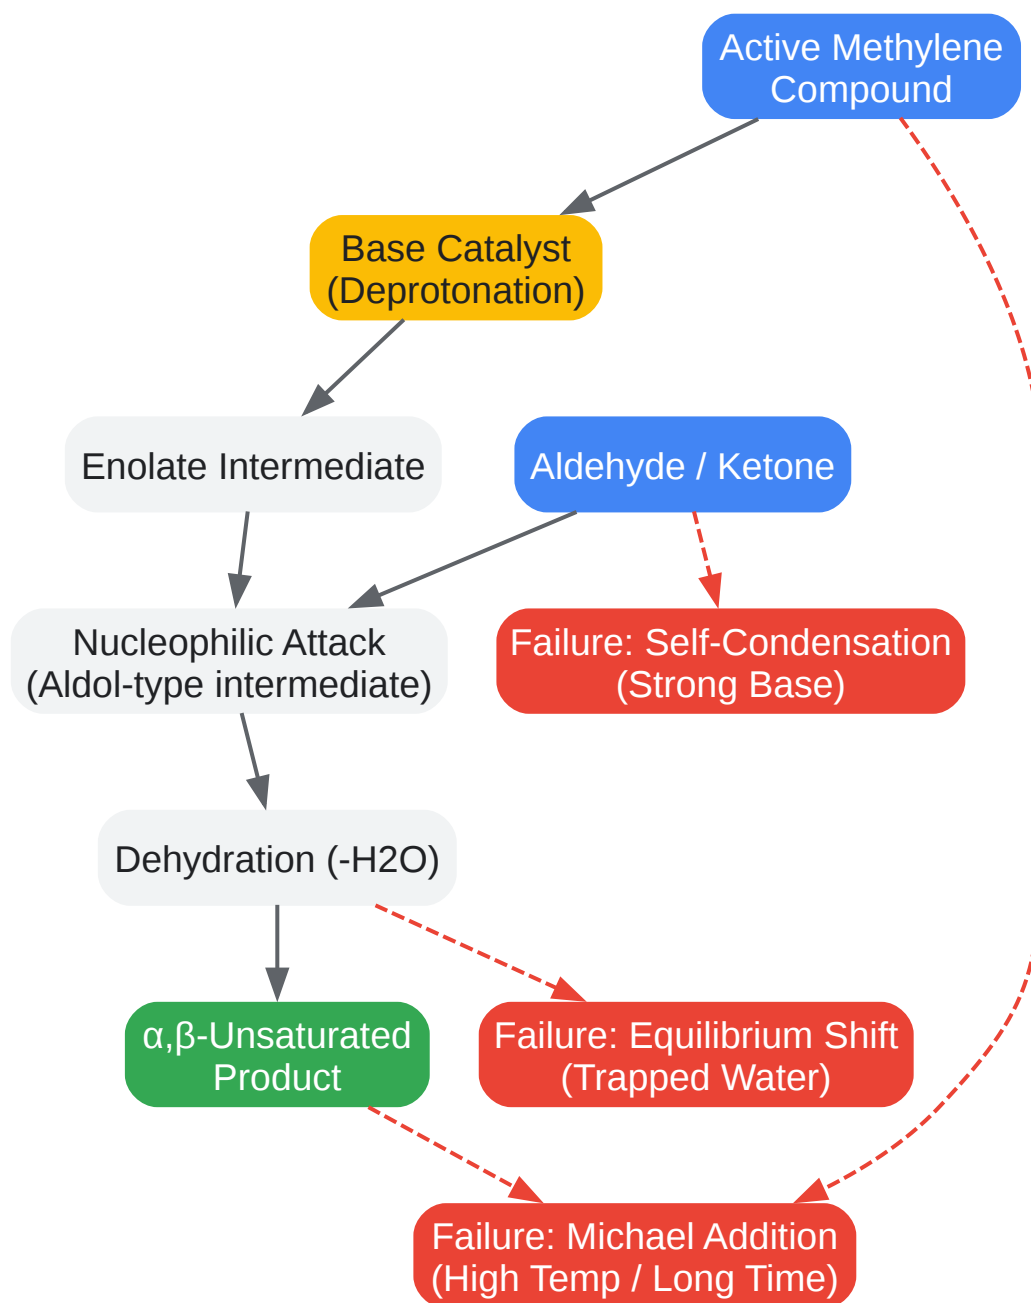 Active Methylene
Compound
Base Catalyst
(Deprotonation)
Enolate Intermediate
Aldehyde / Ketone
Nucleophilic Attack
(Aldol-type intermediate)
Failure: Self-Condensation
(Strong Base)
Dehydration (-H2O)
α,β-Unsaturated
Product
Failure: Equilibrium Shift
(Trapped Water)
Failure: Michael Addition
(High Temp / Long Time)